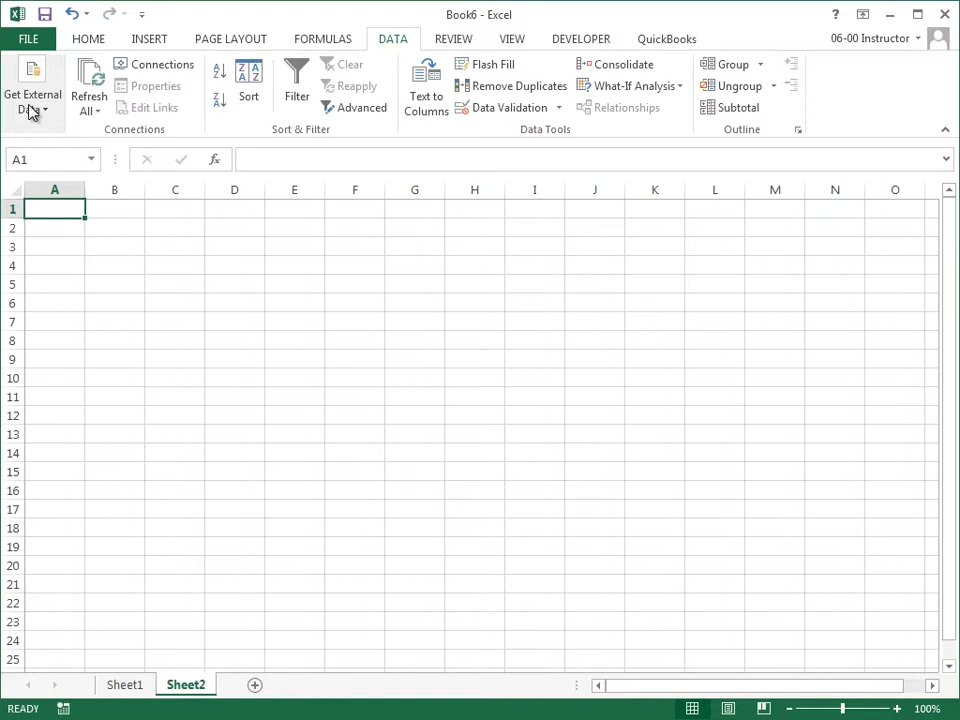 Book6 - Excel
FILE HOME INSERT PAGE LAYOUT FORMULAS DATA REVIEW VIEW DEVELOPER QuickBooks 06-00 Instructor
Get External
Refresh
All
Connections
Properties
Edit Links
Connections
Sort
Filter
Clear
Reapply
Advanced
Sort & Filter
Text to
Columns
Flash Fill
Remove Duplicates
Data Validation
Consolidate
What-If Analysis
Relationships
Data Tools
Group
Ungroup
Subtotal
Outline
A1
fx
A B C D E F G H I J K L M N O
1
2
3
4
5
6
7
8
9
10
11
12
13
14
15
16
17
18
19
20
21
22
23
24
25
Sheet1 Sheet2
READY 100%